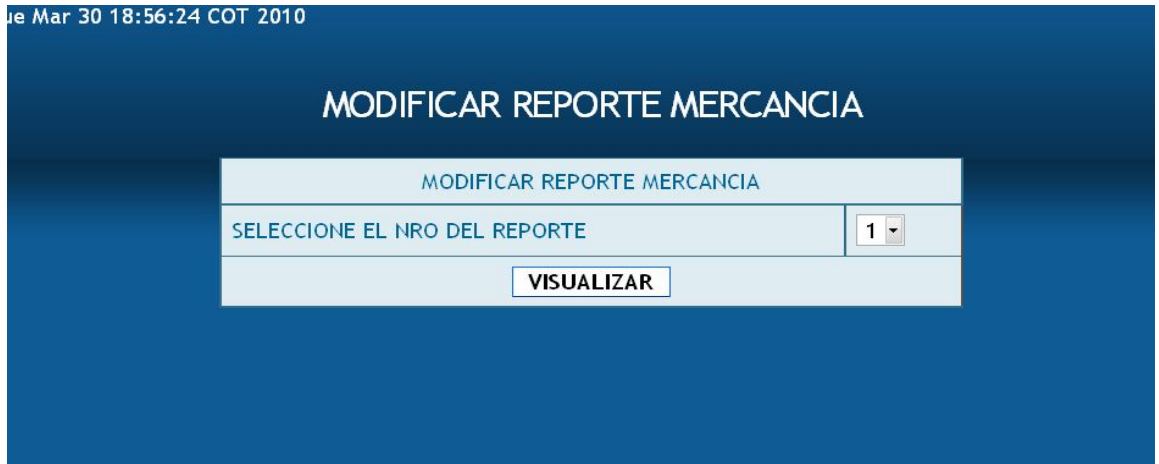 ue Mar 30 18:56:24 COT 2010
MODIFICAR REPORTE MERCANCIA
MODIFICAR REPORTE MERCANCIA
SELECCIONE EL NRO DEL REPORTE 1
VISUALIZAR